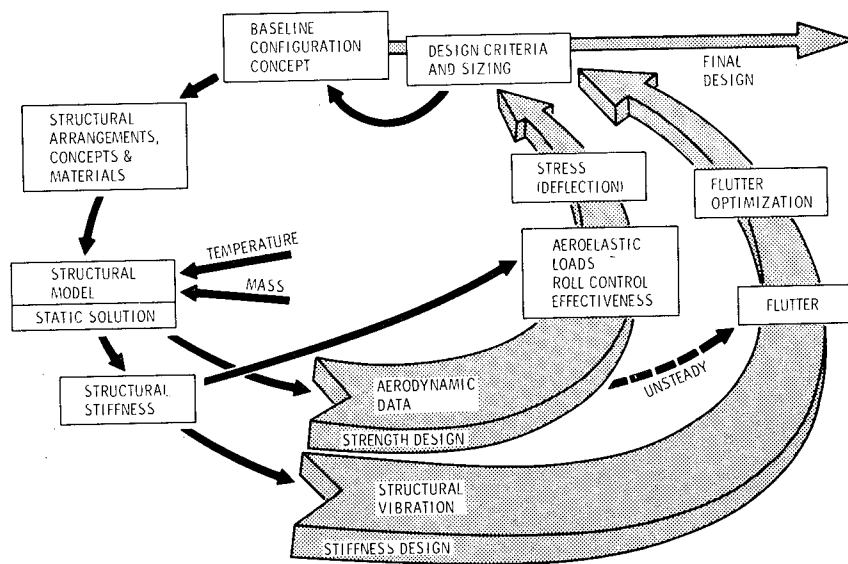 BASELINE
CONFIGURATION
CONCEPT
DESIGN CRITERIA
AND SIZING
FINAL
DESIGN
STRUCTURAL
ARRANGEMENTS,
CONCEPTS &
MATERIALS
STRESS
(DEFLECTION)
FLUTTER
OPTIMIZATION
TEMPERATURE
MASS
STRUCTURAL
MODEL
STATIC SOLUTION
AEROELASTIC
LOADS
ROLL CONTROL
EFFECTIVENESS
FLUTTER
STRUCTURAL
STIFFNESS
AERODYNAMIC
DATA
UNSTEADY
STRENGTH DESIGN
STRUCTURAL
VIBRATION
STIFFNESS DESIGN